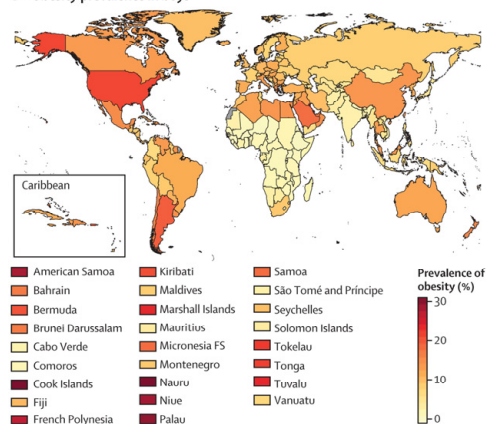 Caribbean
American Samoa
Bahrain
Bermuda
Brunei Darussalam
Cabo Verde
Comoros
Cook Islands
Fiji
French Polynesia
Kiribati
Maldives
Marshall Islands
Mauritius
Micronesia FS
Montenegro
Nauru
Niue
Palau
Samoa
São Tomé and Príncipe
Seychelles
Solomon Islands
Tokelau
Tonga
Tuvalu
Vanuatu
Prevalence of
obesity (%)
30
20
10
0